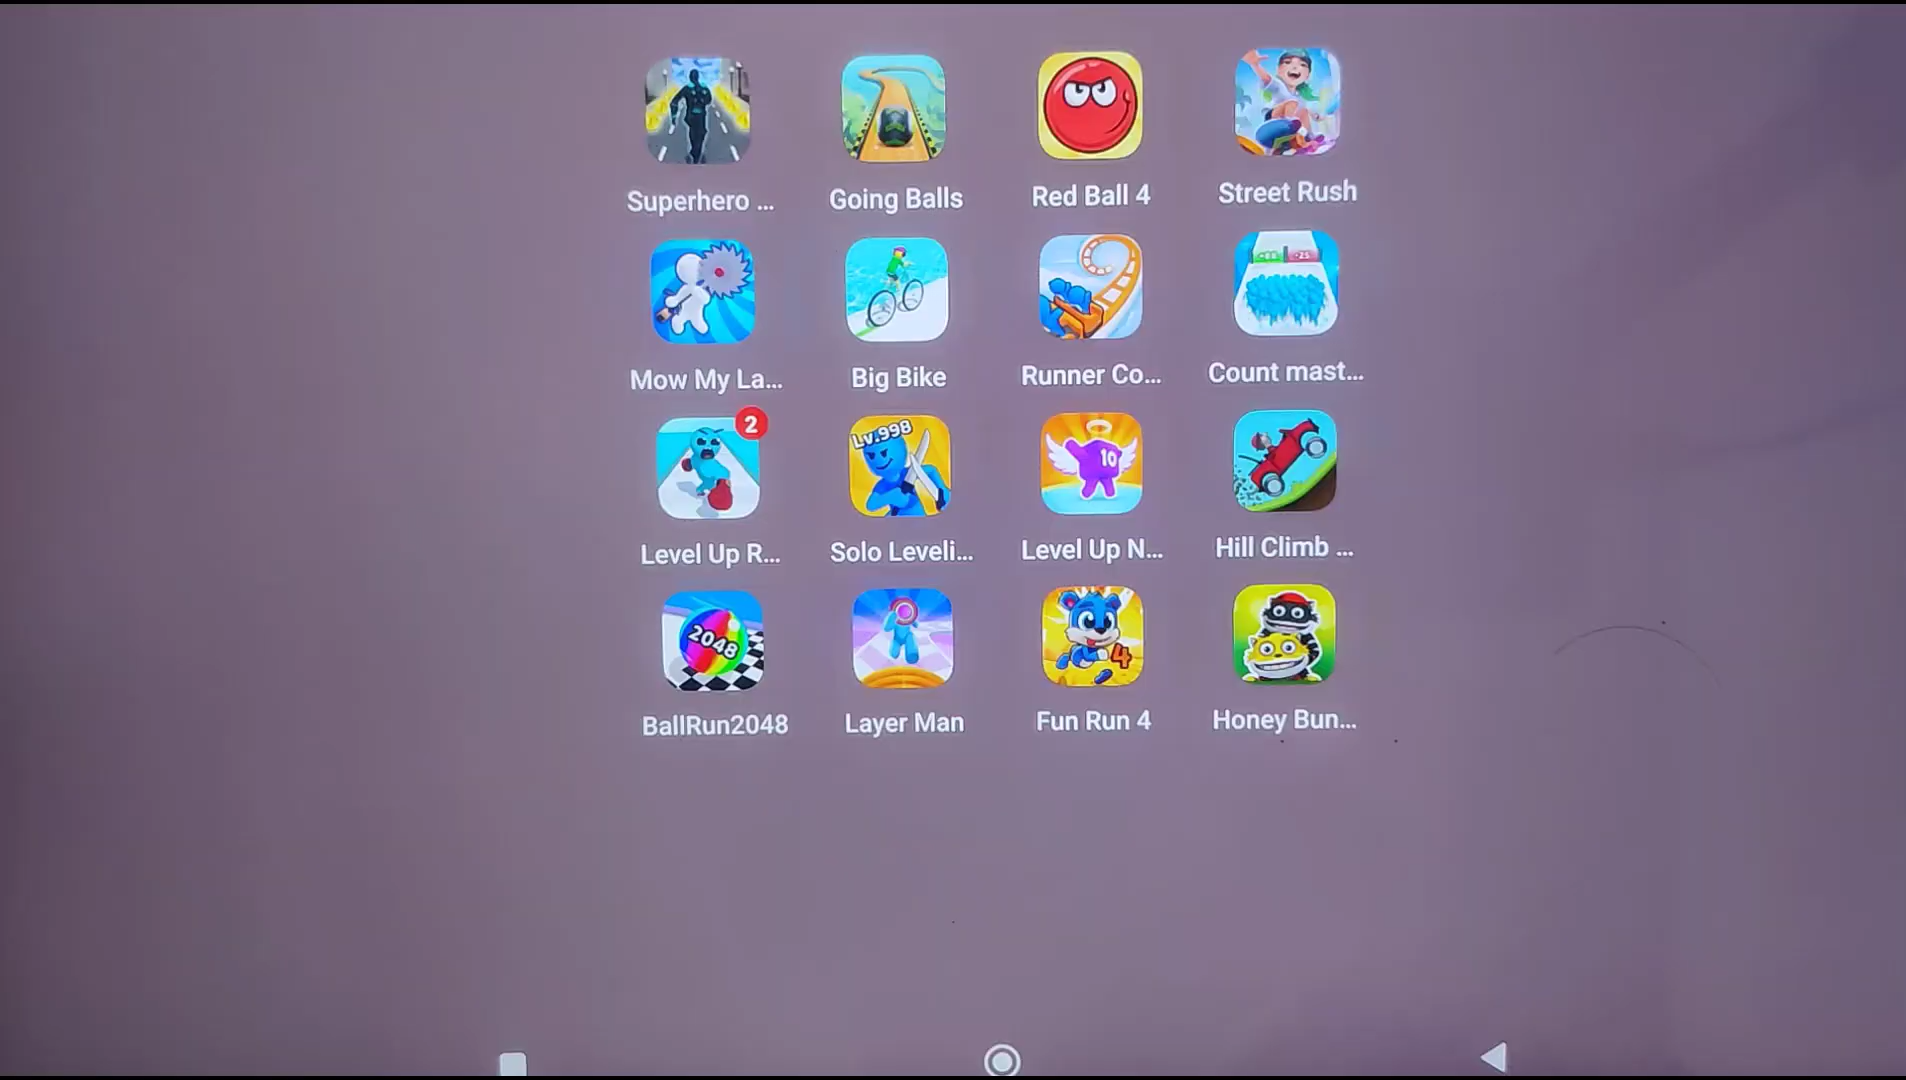 Superhero ...
Going Balls
Red Ball 4
Street Rush
+88
-25
Mow My La...
Big Bike
Runner Co...
Count mast...
2
Lv.998
10
Level Up R...
Solo Leveli...
Level Up N...
Hill Climb ...
2048
4
BallRun2048
Layer Man
Fun Run 4
Honey Bun...